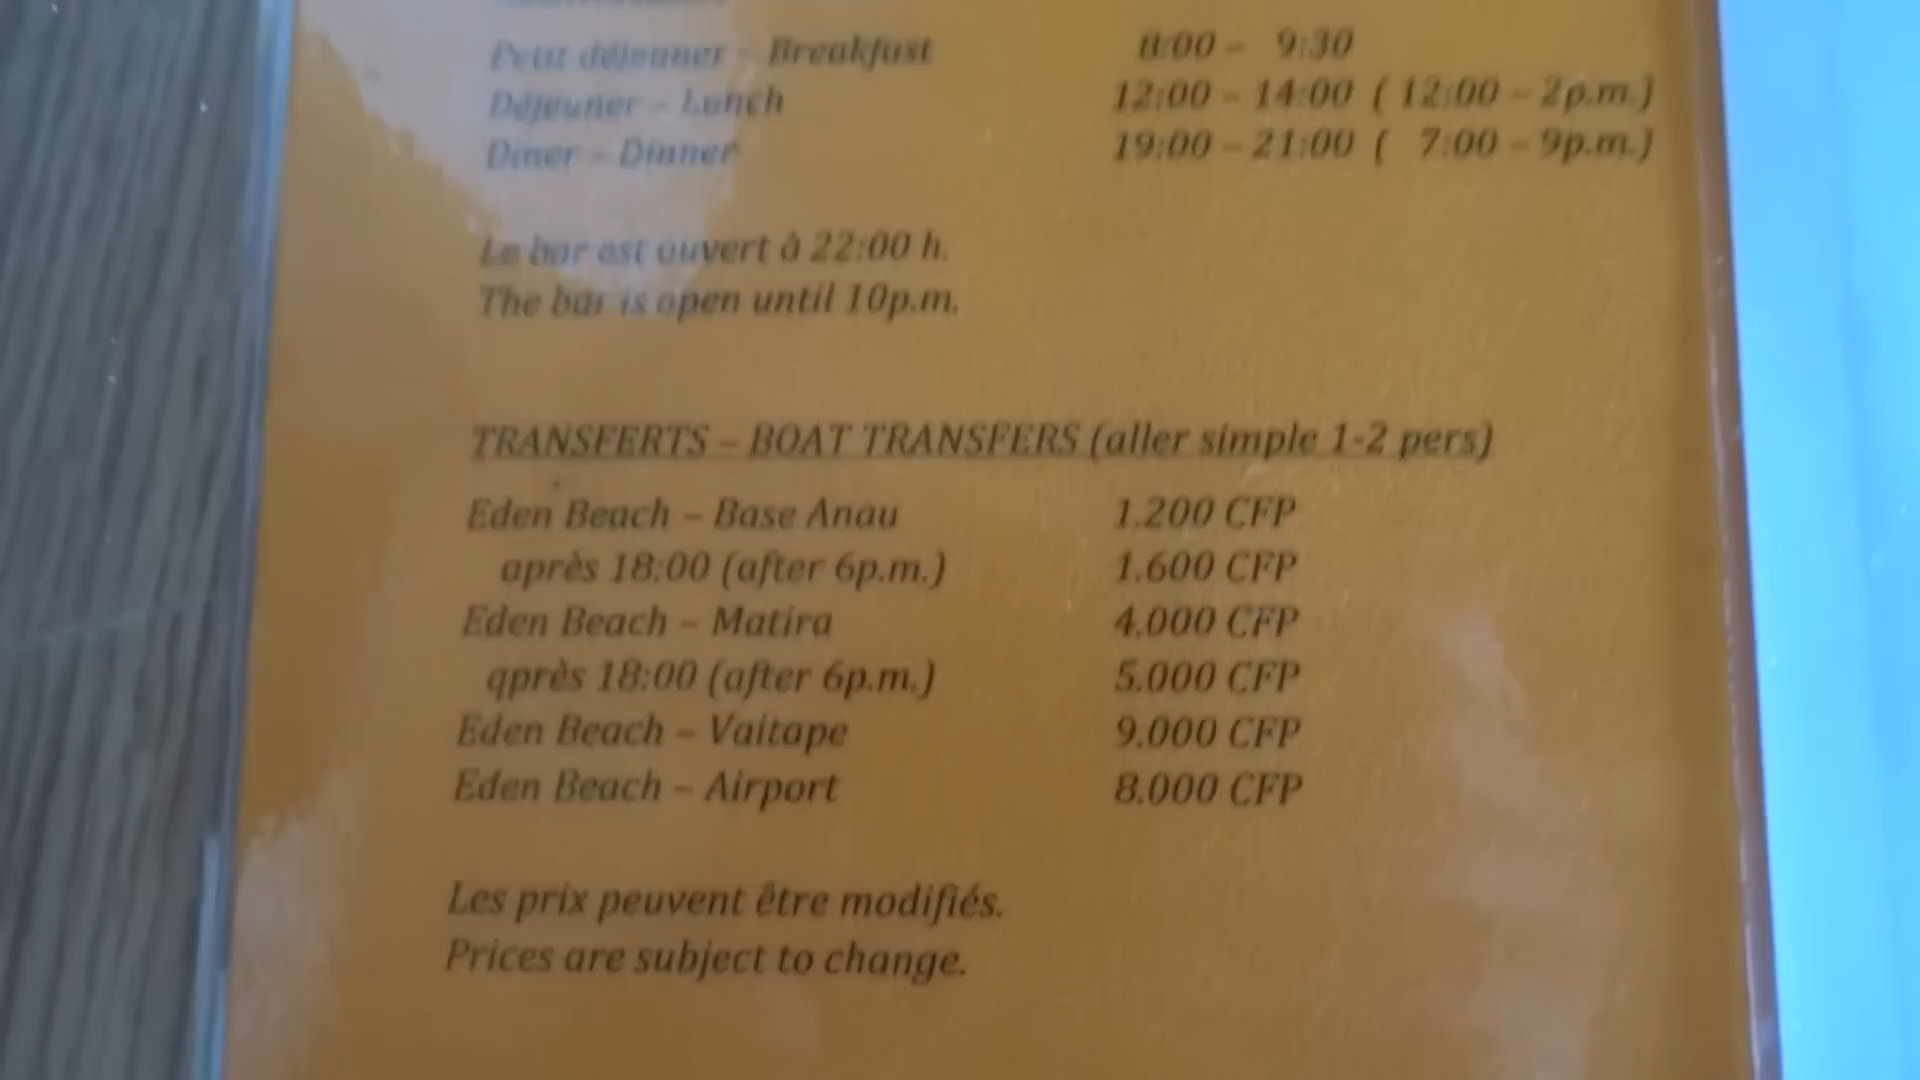 Petit déjeuner – Breakfast 8:00 – 9:30
Déjeuner – Lunch 12:00 – 14:00 ( 12:00 – 2p.m.)
Diner – Dinner 19:00 – 21:00 ( 7:00 – 9p.m.)
Le bar est ouvert à 22:00 h.
The bar is open until 10p.m.
TRANSFERTS – BOAT TRANSFERS (aller simple 1-2 pers)
Eden Beach – Base Anau 1.200 CFP
après 18:00 (after 6p.m.) 1.600 CFP
Eden Beach – Matira 4.000 CFP
qprès 18:00 (after 6p.m.) 5.000 CFP
Eden Beach – Vaitape 9.000 CFP
Eden Beach – Airport 8.000 CFP
Les prix peuvent être modifiés.
Prices are subject to change.